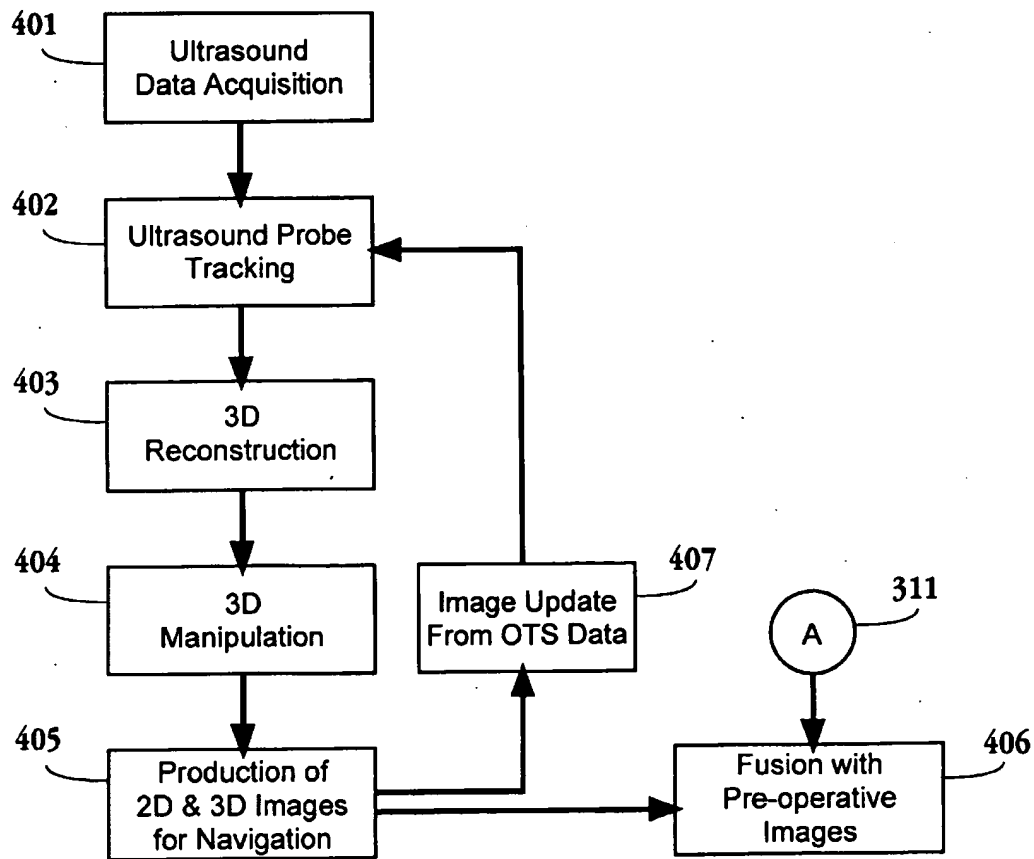 401
Ultrasound
Data Acquisition
402
Ultrasound Probe
Tracking
403
3D
Reconstruction
404
3D
Manipulation
407
Image Update
From OTS Data
311
A
405
Production of
2D & 3D Images
for Navigation
406
Fusion with
Pre-operative
Images